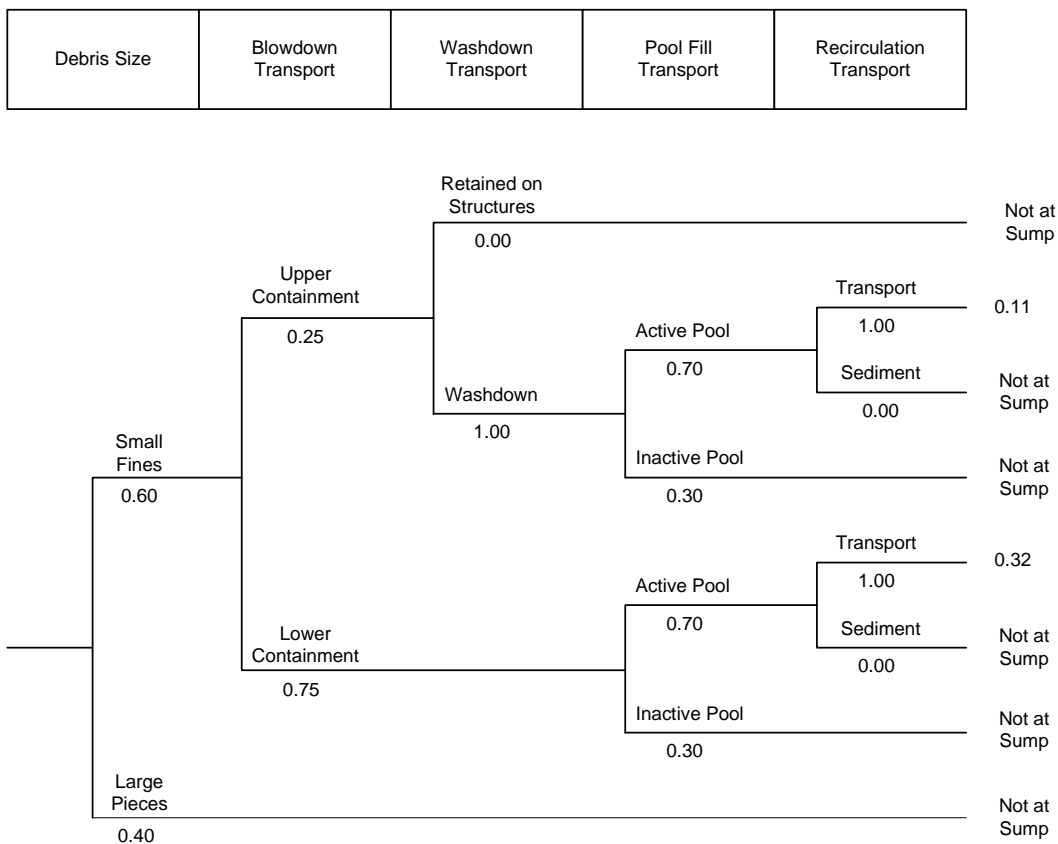 Debris Size
Blowdown
Transport
Washdown
Transport
Pool Fill
Transport
Recirculation
Transport
Retained on
Structures
0.00
Not at
Sump
Upper
Containment
0.25
Transport
1.00
0.11
Active Pool
0.70
Sediment
0.00
Not at
Sump
Washdown
1.00
Small
Fines
0.60
Inactive Pool
0.30
Not at
Sump
Transport
1.00
0.32
Active Pool
0.70
Lower
Containment
0.75
Sediment
0.00
Not at
Sump
Inactive Pool
0.30
Not at
Sump
Large
Pieces
0.40
Not at
Sump